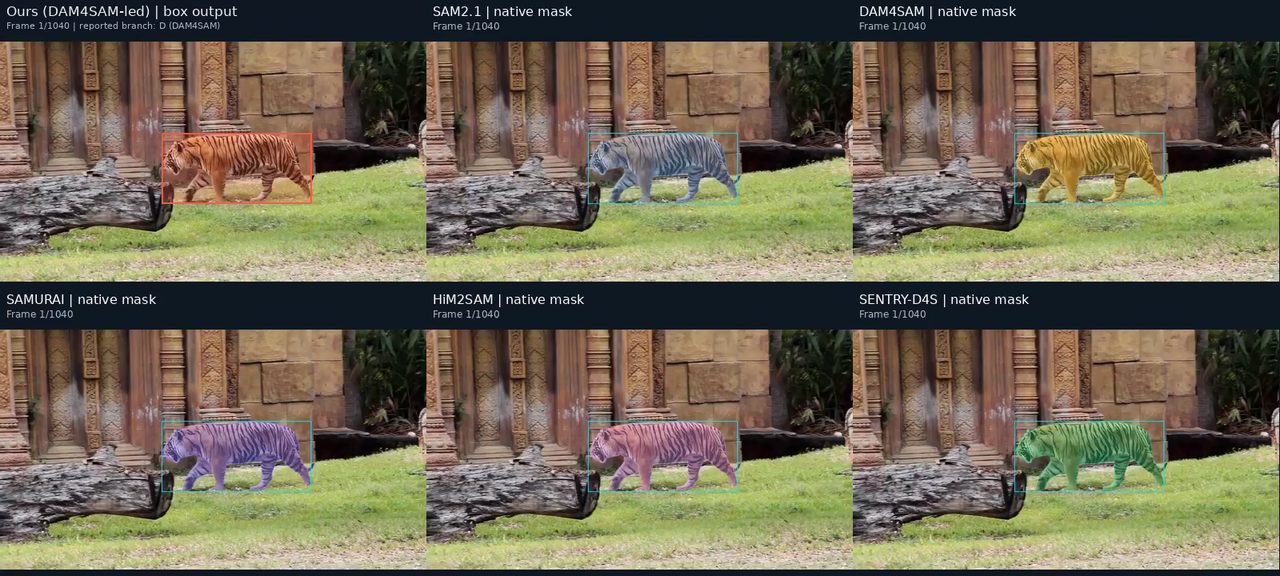 Ours (DAM4SAM-led) | box output
Frame 1/1040 | reported branch: D (DAM4SAM)
SAM2.1 | native mask
Frame 1/1040
DAM4SAM | native mask
Frame 1/1040
SAMURAI | native mask
Frame 1/1040
HiM2SAM | native mask
Frame 1/1040
SENTRY-D4S | native mask
Frame 1/1040